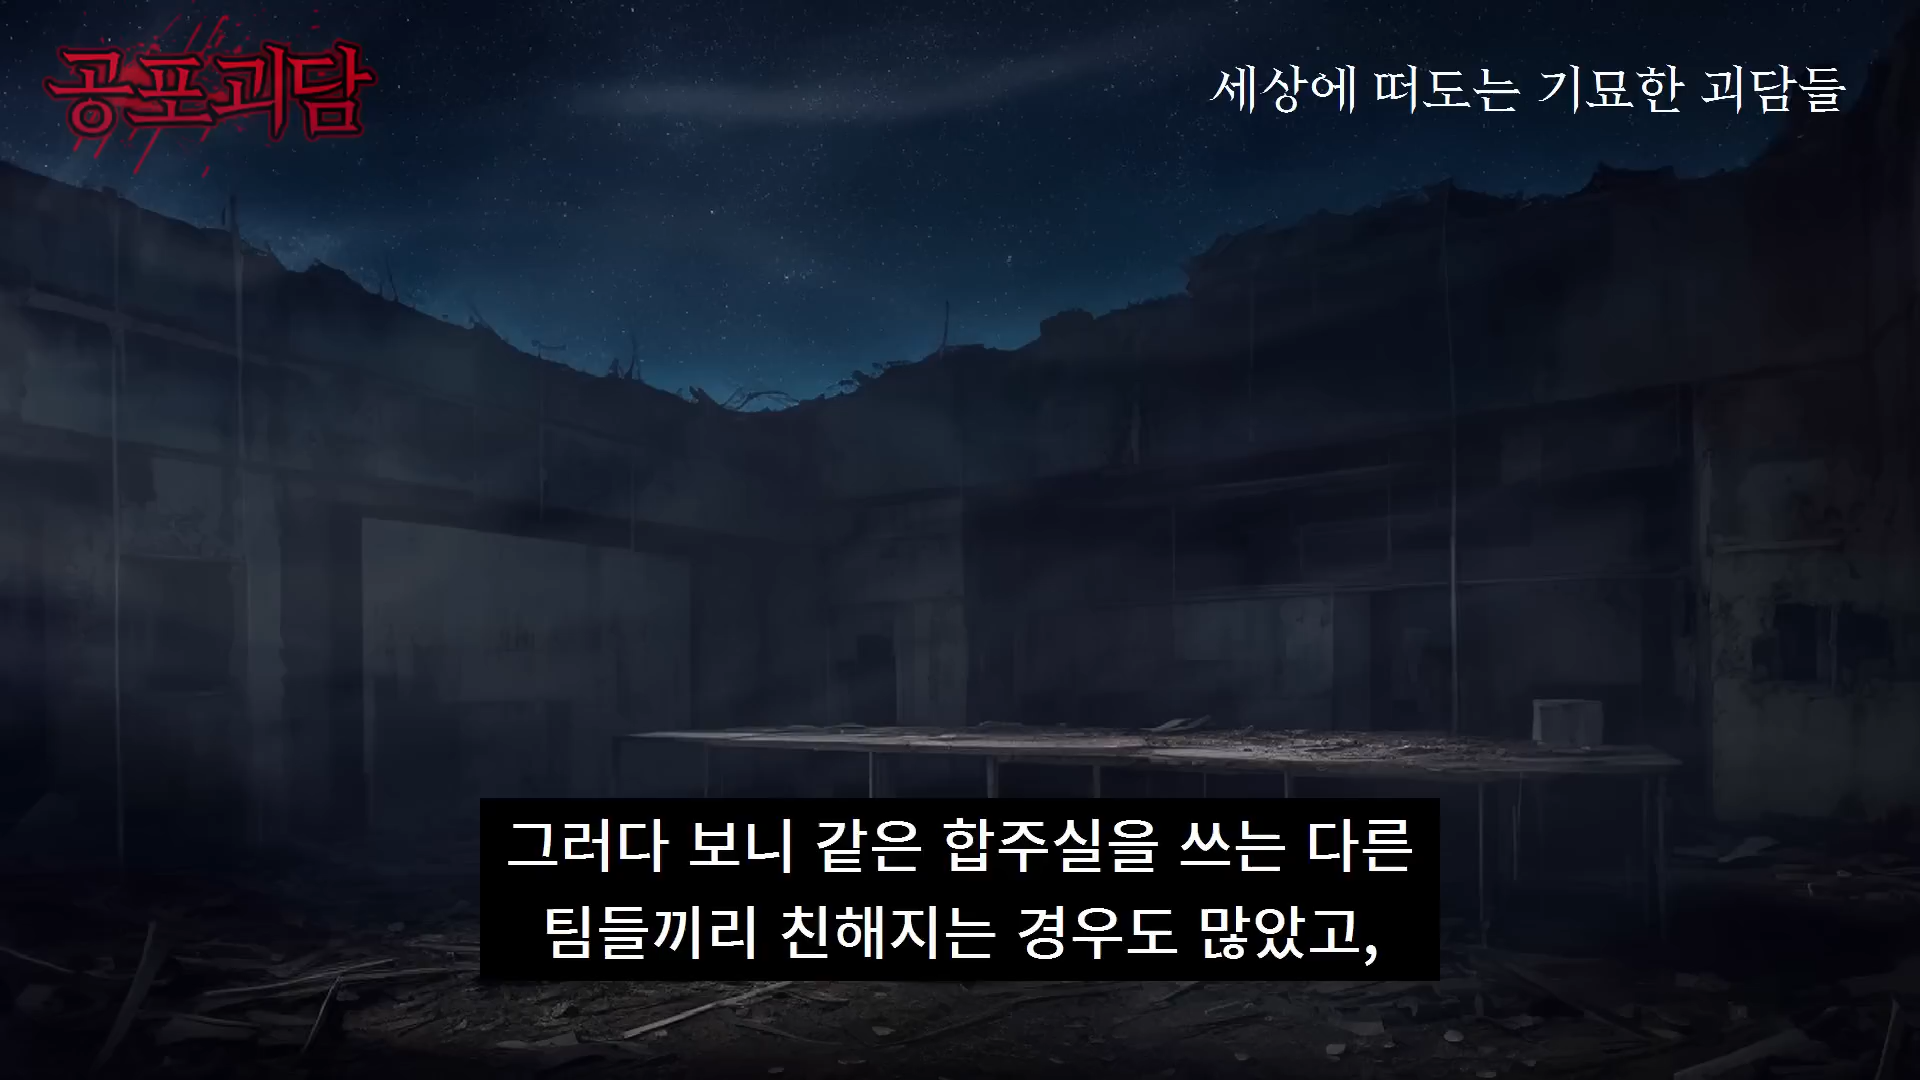 공포괴담
세상에 떠도는 기묘한 괴담들
그러다 보니 같은 합주실을 쓰는 다른
팀들끼리 친해지는 경우도 많았고,